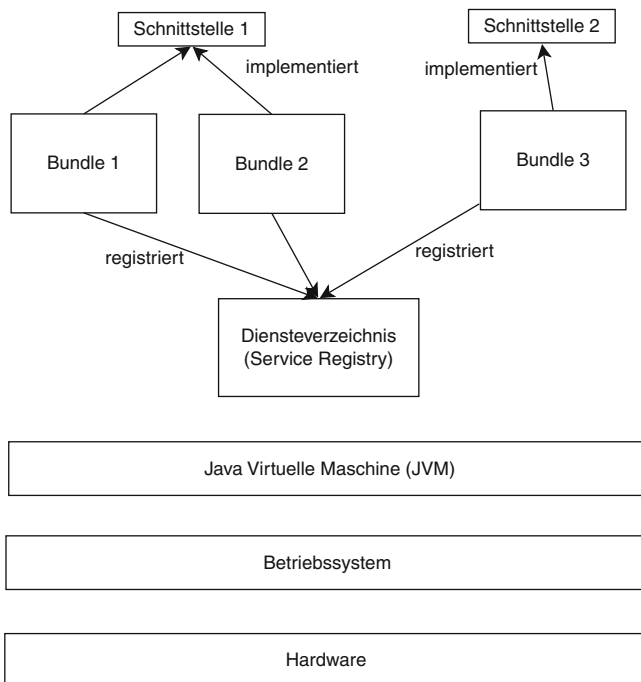 Schnittstelle 1
Schnittstelle 2
implementiert
implementiert
Bundle 1
Bundle 2
Bundle 3
registriert
registriert
Diensteverzeichnis
(Service Registry)
Java Virtuelle Maschine (JVM)
Betriebssystem
Hardware